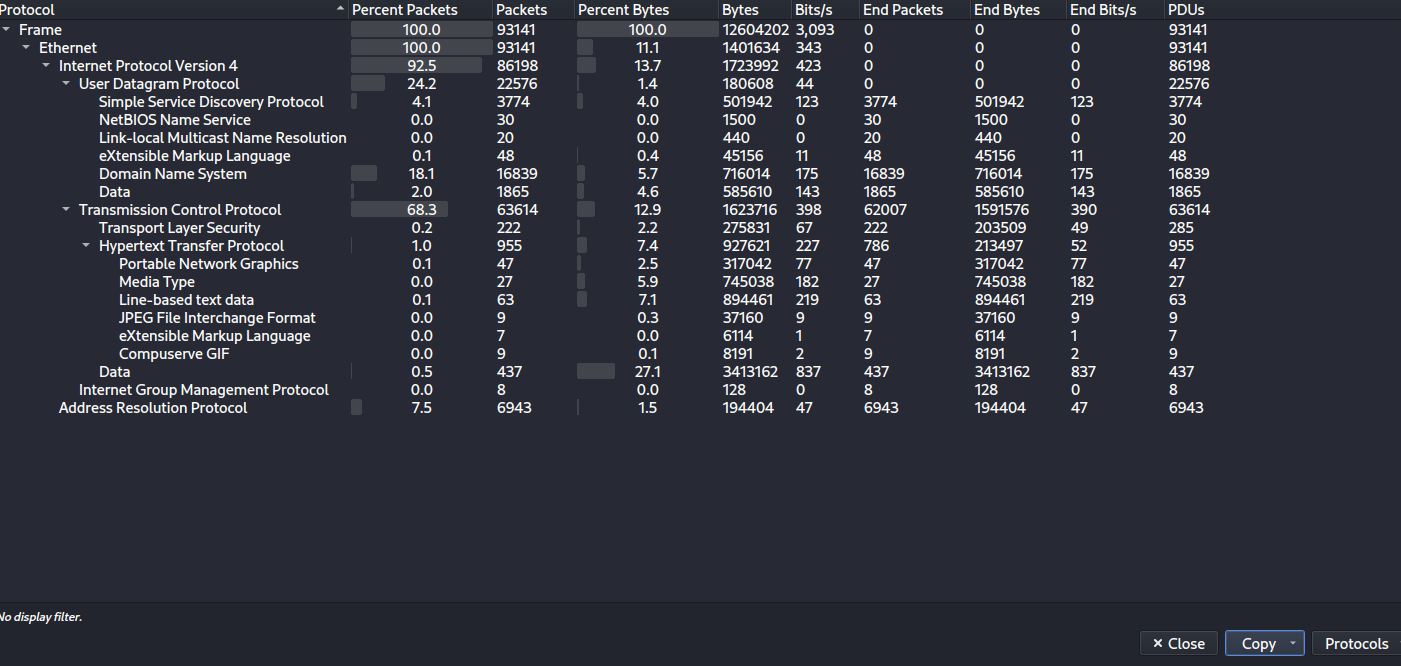 Protocol Percent Packets Packets Percent Bytes Bytes Bits/s End Packets End Bytes End Bits/s PDUs
Frame 100.0 93141 100.0 12604202 3,093 0 0 0 93141
Ethernet 100.0 93141 11.1 1401634 343 0 0 0 93141
Internet Protocol Version 4 92.5 86198 13.7 1723992 423 0 0 0 86198
User Datagram Protocol 24.2 22576 1.4 180608 44 0 0 0 22576
Simple Service Discovery Protocol 4.1 3774 4.0 501942 123 3774 501942 123 3774
NetBIOS Name Service 0.0 30 0.0 1500 0 30 1500 0 30
Link-local Multicast Name Resolution 0.0 20 0.0 440 0 20 440 0 20
eXtensible Markup Language 0.1 48 0.4 45156 11 48 45156 11 48
Domain Name System 18.1 16839 5.7 716014 175 16839 716014 175 16839
Data 2.0 1865 4.6 585610 143 1865 585610 143 1865
Transmission Control Protocol 68.3 63614 12.9 1623716 398 62007 1591576 390 63614
Transport Layer Security 0.2 222 2.2 275831 67 222 203509 49 285
Hypertext Transfer Protocol 1.0 955 7.4 927621 227 786 213497 52 955
Portable Network Graphics 0.1 47 2.5 317042 77 47 317042 77 47
Media Type 0.0 27 5.9 745038 182 27 745038 182 27
Line-based text data 0.1 63 7.1 894461 219 63 894461 219 63
JPEG File Interchange Format 0.0 9 0.3 37160 9 9 37160 9 9
eXtensible Markup Language 0.0 7 0.0 6114 1 7 6114 1 7
Compuserve GIF 0.0 9 0.1 8191 2 9 8191 2 9
Data 0.5 437 27.1 3413162 837 437 3413162 837 437
Internet Group Management Protocol 0.0 8 0.0 128 0 8 128 0 8
Address Resolution Protocol 7.5 6943 1.5 194404 47 6943 194404 47 6943
No display filter.
Close Copy Protocols